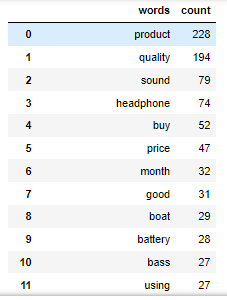 words count
0 product 228
1 quality 194
2 sound 79
3 headphone 74
4 buy 52
5 price 47
6 month 32
7 good 31
8 boat 29
9 battery 28
10 bass 27
11 using 27